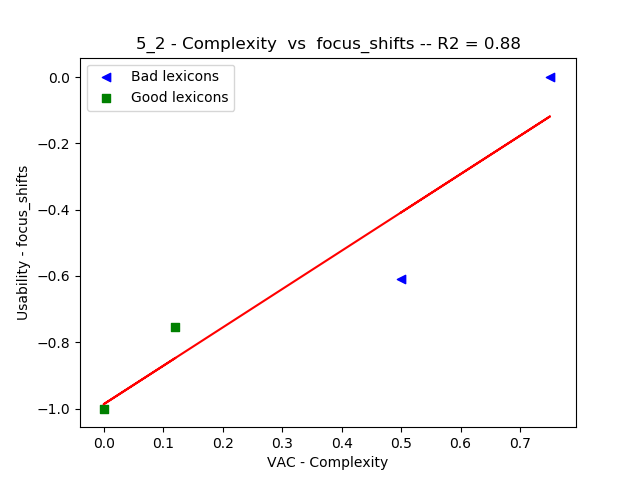 5_2 - Complexity  vs  focus_shifts -- R2 = 0.88
Bad lexicons
Good lexicons
Usability - focus_shifts
0.0
−0.2
−0.4
−0.6
−0.8
−1.0
0.0 0.1 0.2 0.3 0.4 0.5 0.6 0.7
VAC - Complexity